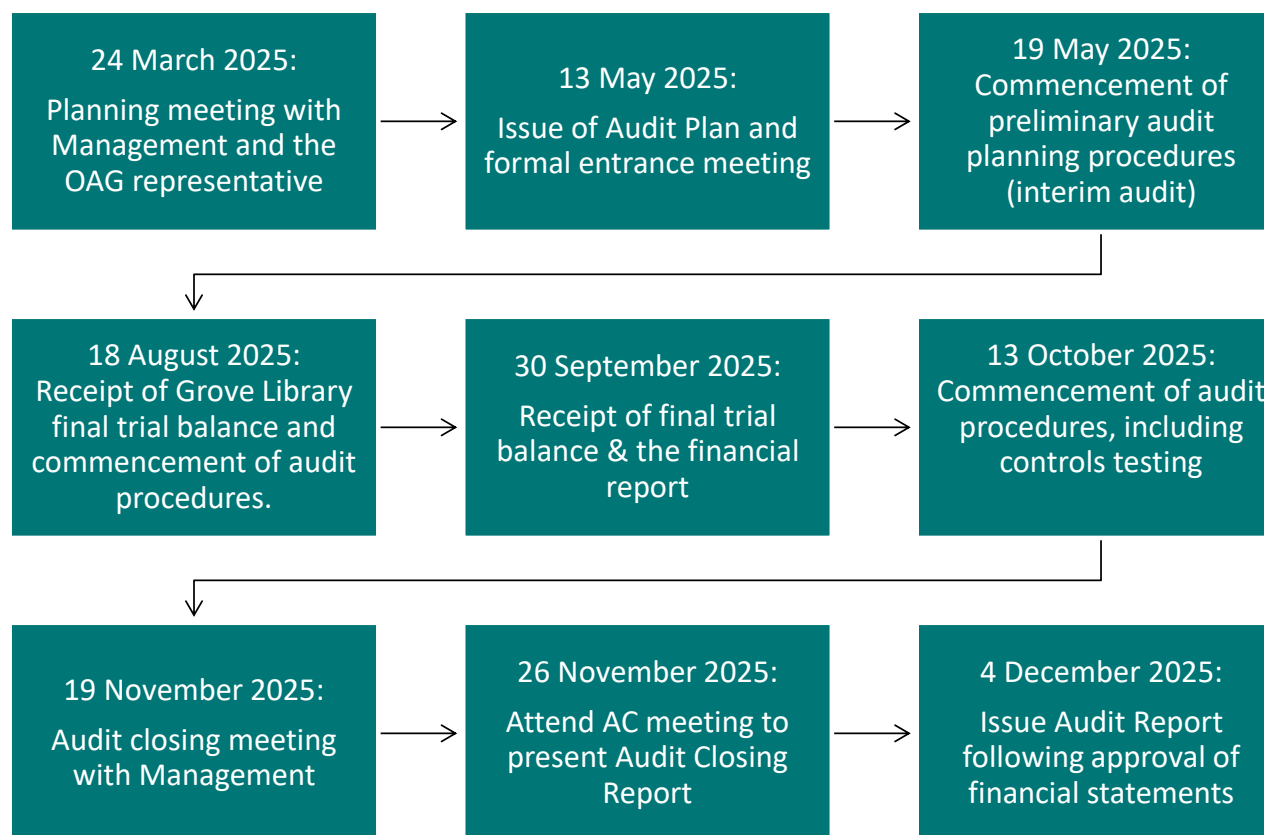 24 March 2025:
Planning meeting with
Management and the
OAG representative
13 May 2025:
Issue of Audit Plan and
formal entrance meeting
19 May 2025:
Commencement of
preliminary audit
planning procedures
(interim audit)
18 August 2025:
Receipt of Grove Library
final trial balance and
commencement of audit
procedures.
30 September 2025:
Receipt of final trial
balance & the financial
report
13 October 2025:
Commencement of audit
procedures, including
controls testing
19 November 2025:
Audit closing meeting
with Management
26 November 2025:
Attend AC meeting to
present Audit Closing
Report
4 December 2025:
Issue Audit Report
following approval of
financial statements